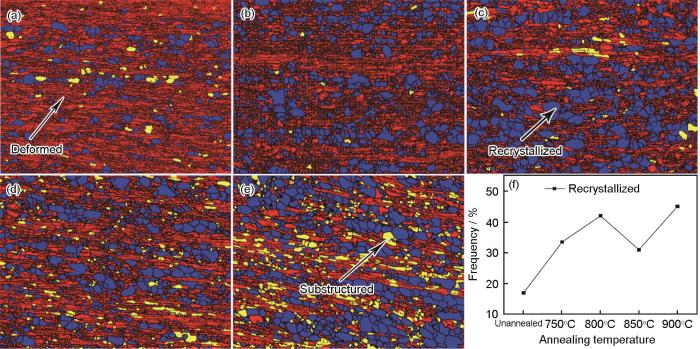 (a)
Deformed
(b)
(c)
Recrystallized
(d)
(e)
Substructured
(f)
Recrystallized
Frequency / %
50
40
30
20
10
Unannealed 750°C 800°C 850°C 900°C
Annealing temperature